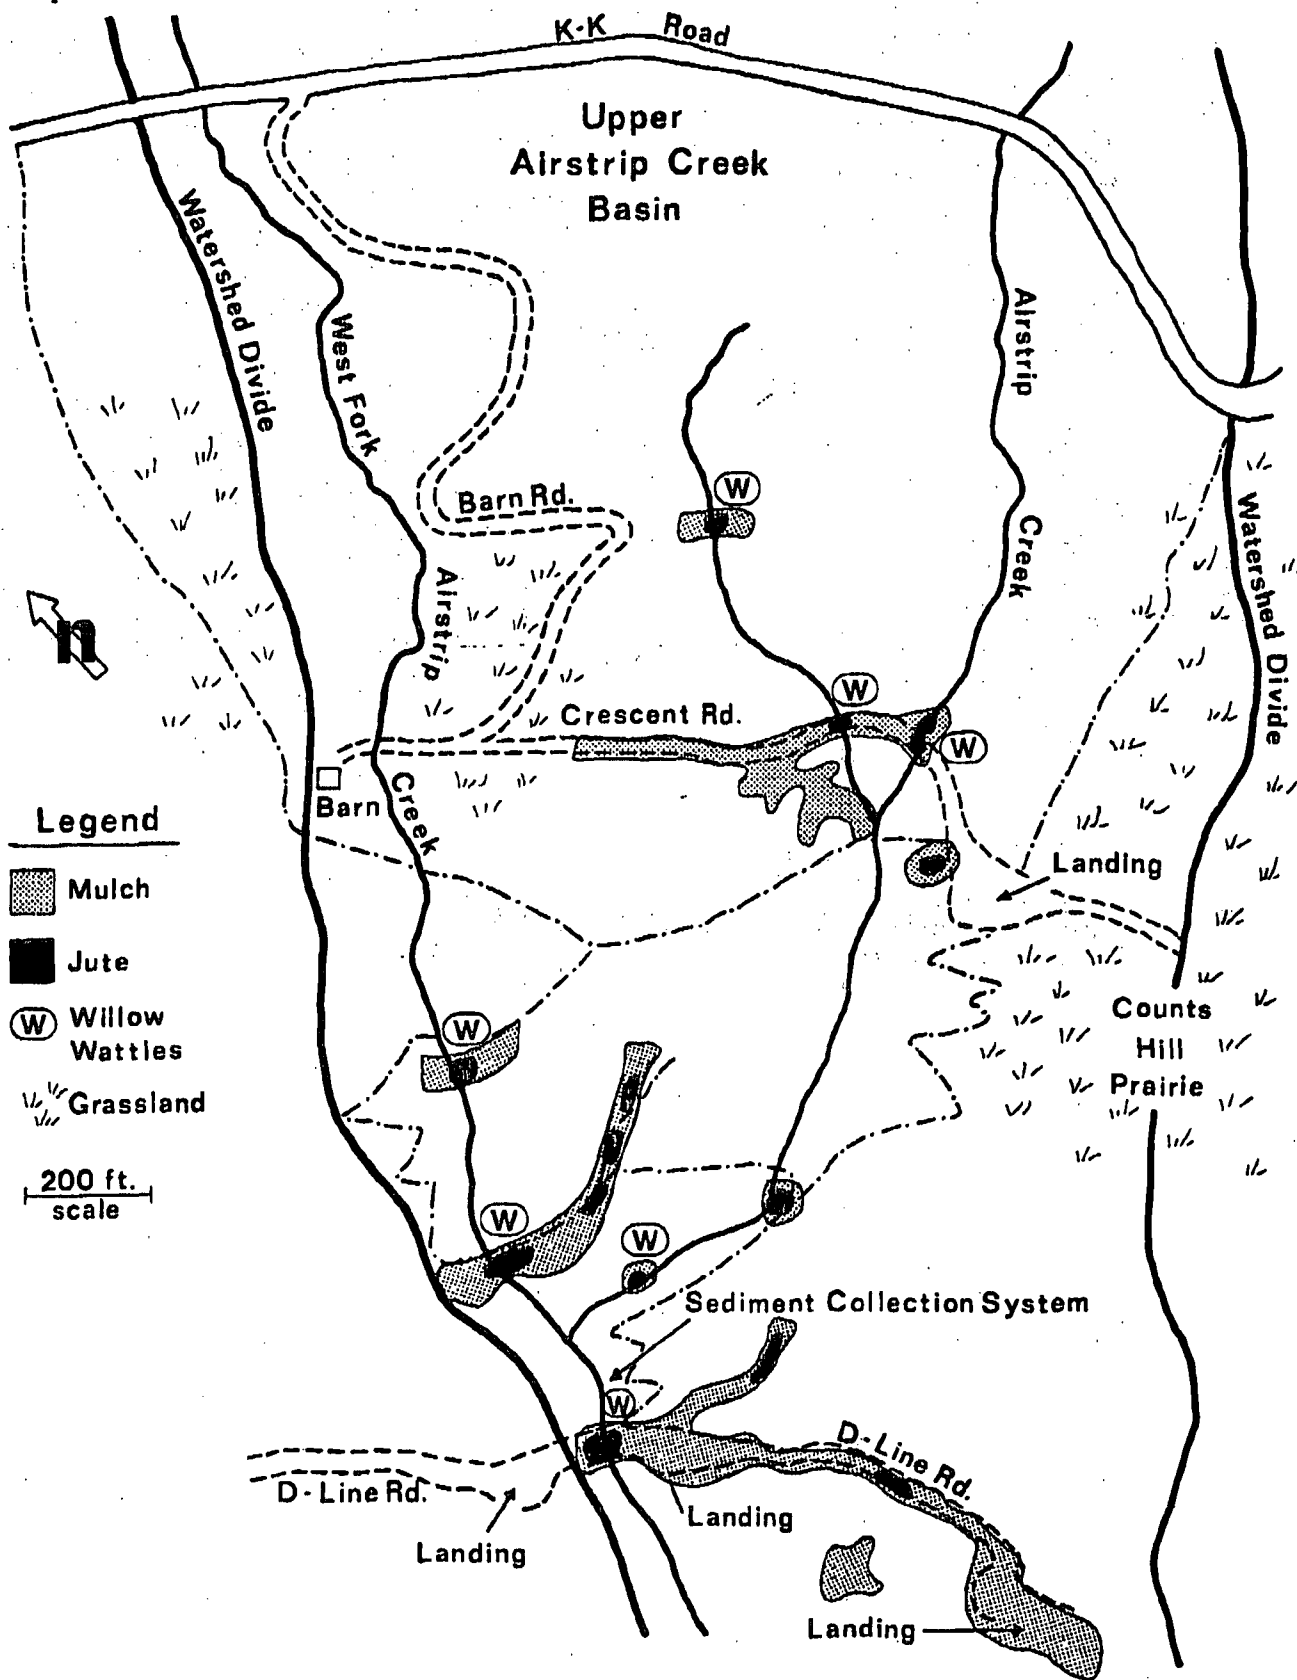 K-K Road
Upper
Airstrip Creek
Basin
Watershed Divide
West Fork
Airstrip
Creek
Airstrip
Creek
Barn Rd.
W
n
Watershed Divide
Crescent Rd.
W
W
Barn
Landing
Legend
Mulch
Jute
W Willow
Wattles
Grassland
200 ft.
scale
Counts
Hill
Prairie
W
W
W
Sediment Collection System
W
D-Line Rd.
D-Line Rd.
Landing
Landing
Landing